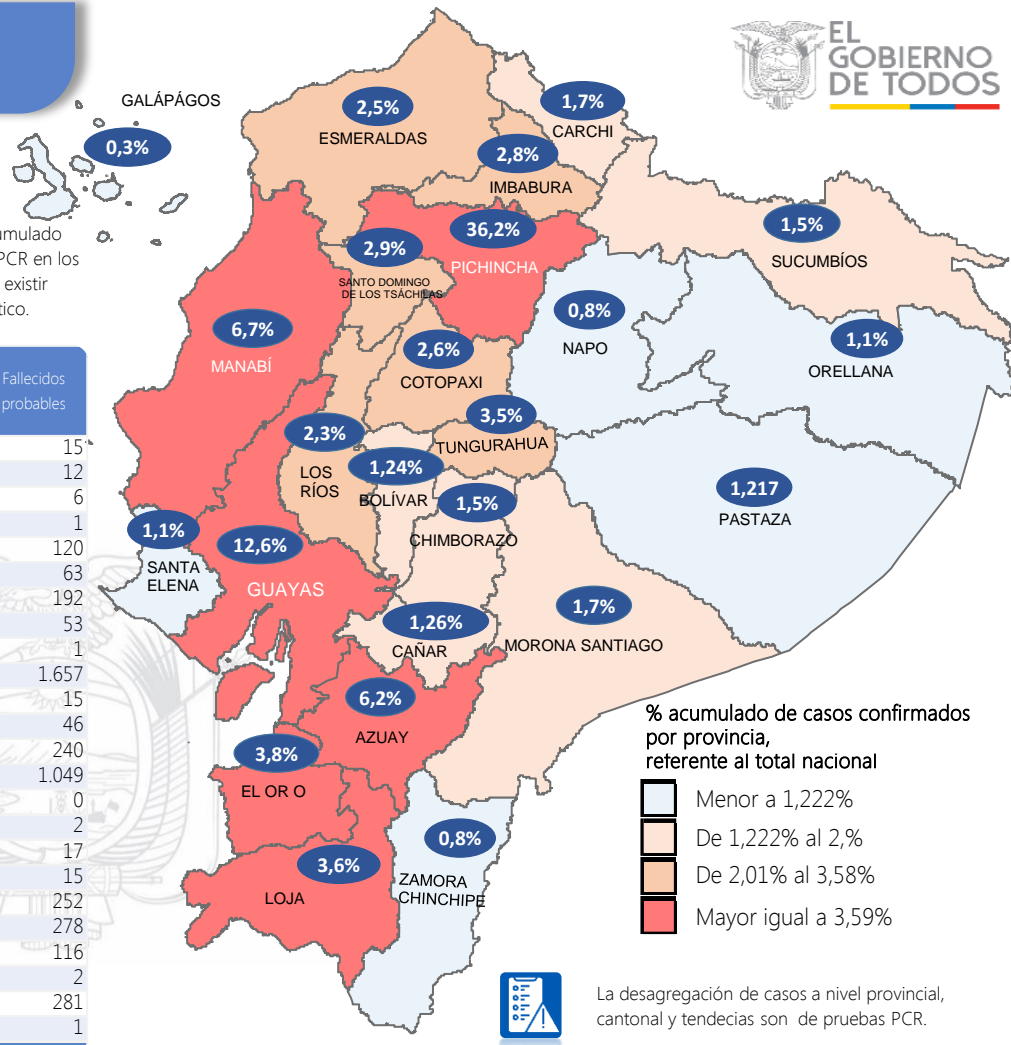 EL
GOBIERNO
DE TODOS
GALÁPÁGOS
0,3%
2,5%
ESMERALDAS
1,7%
CARCHI
2,8%
IMBABURA
36,2%
PICHINCHA
2,9%
SANTO DOMINGO
DE LOS TSÁCHILAS
1,5%
SUCUMBÍOS
umulado
PCR en los
existir
tico.
6,7%
MANABÍ
0,8%
NAPO
1,1%
ORELLANA
2,6%
COTOPAXI
3,5%
TUNGURAHUA
2,3%
LOS
RÍOS
1,24%
BOLÍVAR
1,5%
CHIMBORAZO
1,217
PASTAZA
1,1%
SANTA
ELENA
12,6%
GUAYAS
1,26%
CAÑAR
1,7%
MORONA SANTIAGO
6,2%
AZUAY
3,8%
EL OR O
3,6%
LOJA
0,8%
ZAMORA
CHINCHIPE
Fallecidos
probables
15
12
6
1
120
63
192
53
1
1.657
15
46
240
1.049
0
2
17
15
252
278
116
2
281
1
% acumulado de casos confirmados
por provincia,
referente al total nacional
Menor a 1,222%
De 1,222% al 2,%
De 2,01% al 3,58%
Mayor igual a 3,59%
La desagregación de casos a nivel provincial,
cantonal y tendecias son de pruebas PCR.